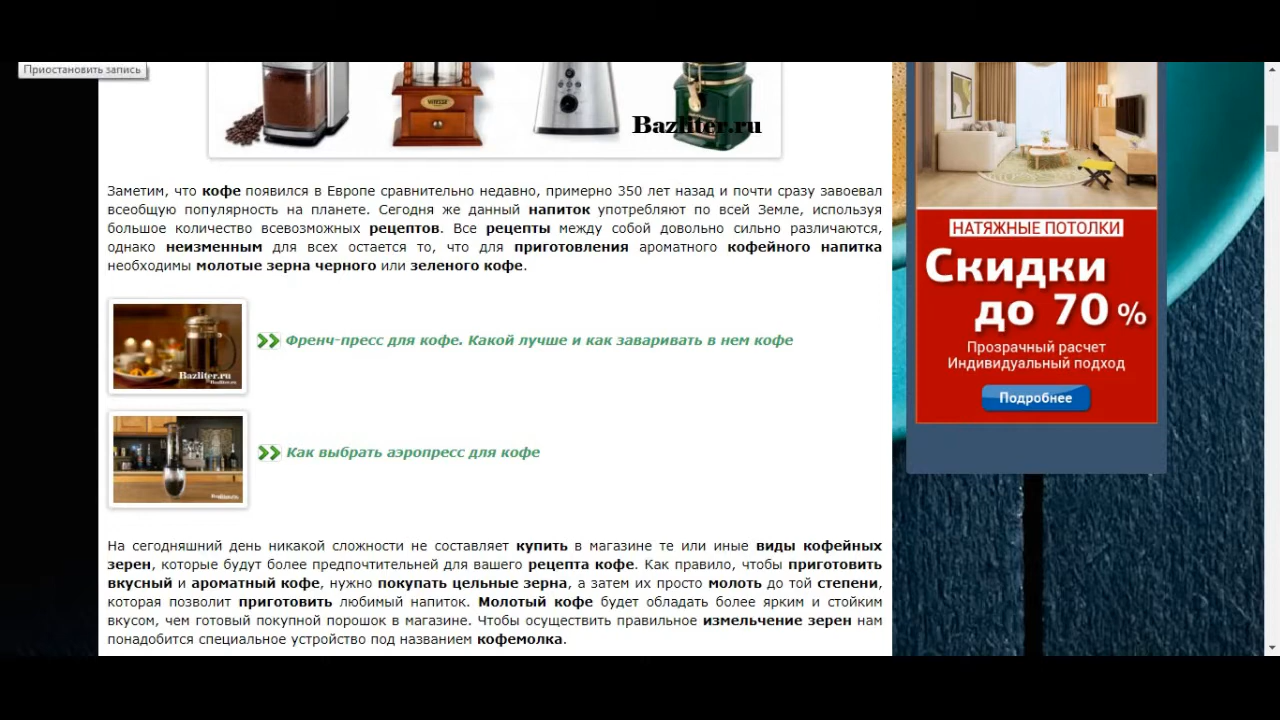 Приостановить запись
Bazliter.ru
Заметим, что кофе появился в Европе сравнительно недавно, примерно 350 лет назад и почти сразу завоевал
всеобщую популярность на планете. Сегодня же данный напиток употребляют по всей Земле, используя
большое количество всевозможных рецептов. Все рецепты между собой довольно сильно различаются,
однако неизменным для всех остается то, что для приготовления ароматного кофейного напитка
необходимы молотые зерна черного или зеленого кофе.
Bazliter.ru
Френч-пресс для кофе. Какой лучше и как заваривать в нем кофе
Как выбрать аэропресс для кофе
На сегодняшний день никакой сложности не составляет купить в магазине те или иные виды кофейных
зерен, которые будут более предпочтительной для вашего рецепта кофе. Как правило, чтобы приготовить
вкусный и ароматный кофе, нужно покупать цельные зерна, а затем их просто молоть до той степени,
которая позволит приготовить любимый напиток. Молотый кофе будет обладать более ярким и стойким
вкусом, чем готовый покупной порошок в магазине. Чтобы осуществить правильное измельчение зерен нам
понадобится специальное устройство под названием кофемолка.
НАТЯЖНЫЕ ПОТОЛКИ
Скидки
до 70 %
Прозрачный расчет
Индивидуальный подход
Подробнее